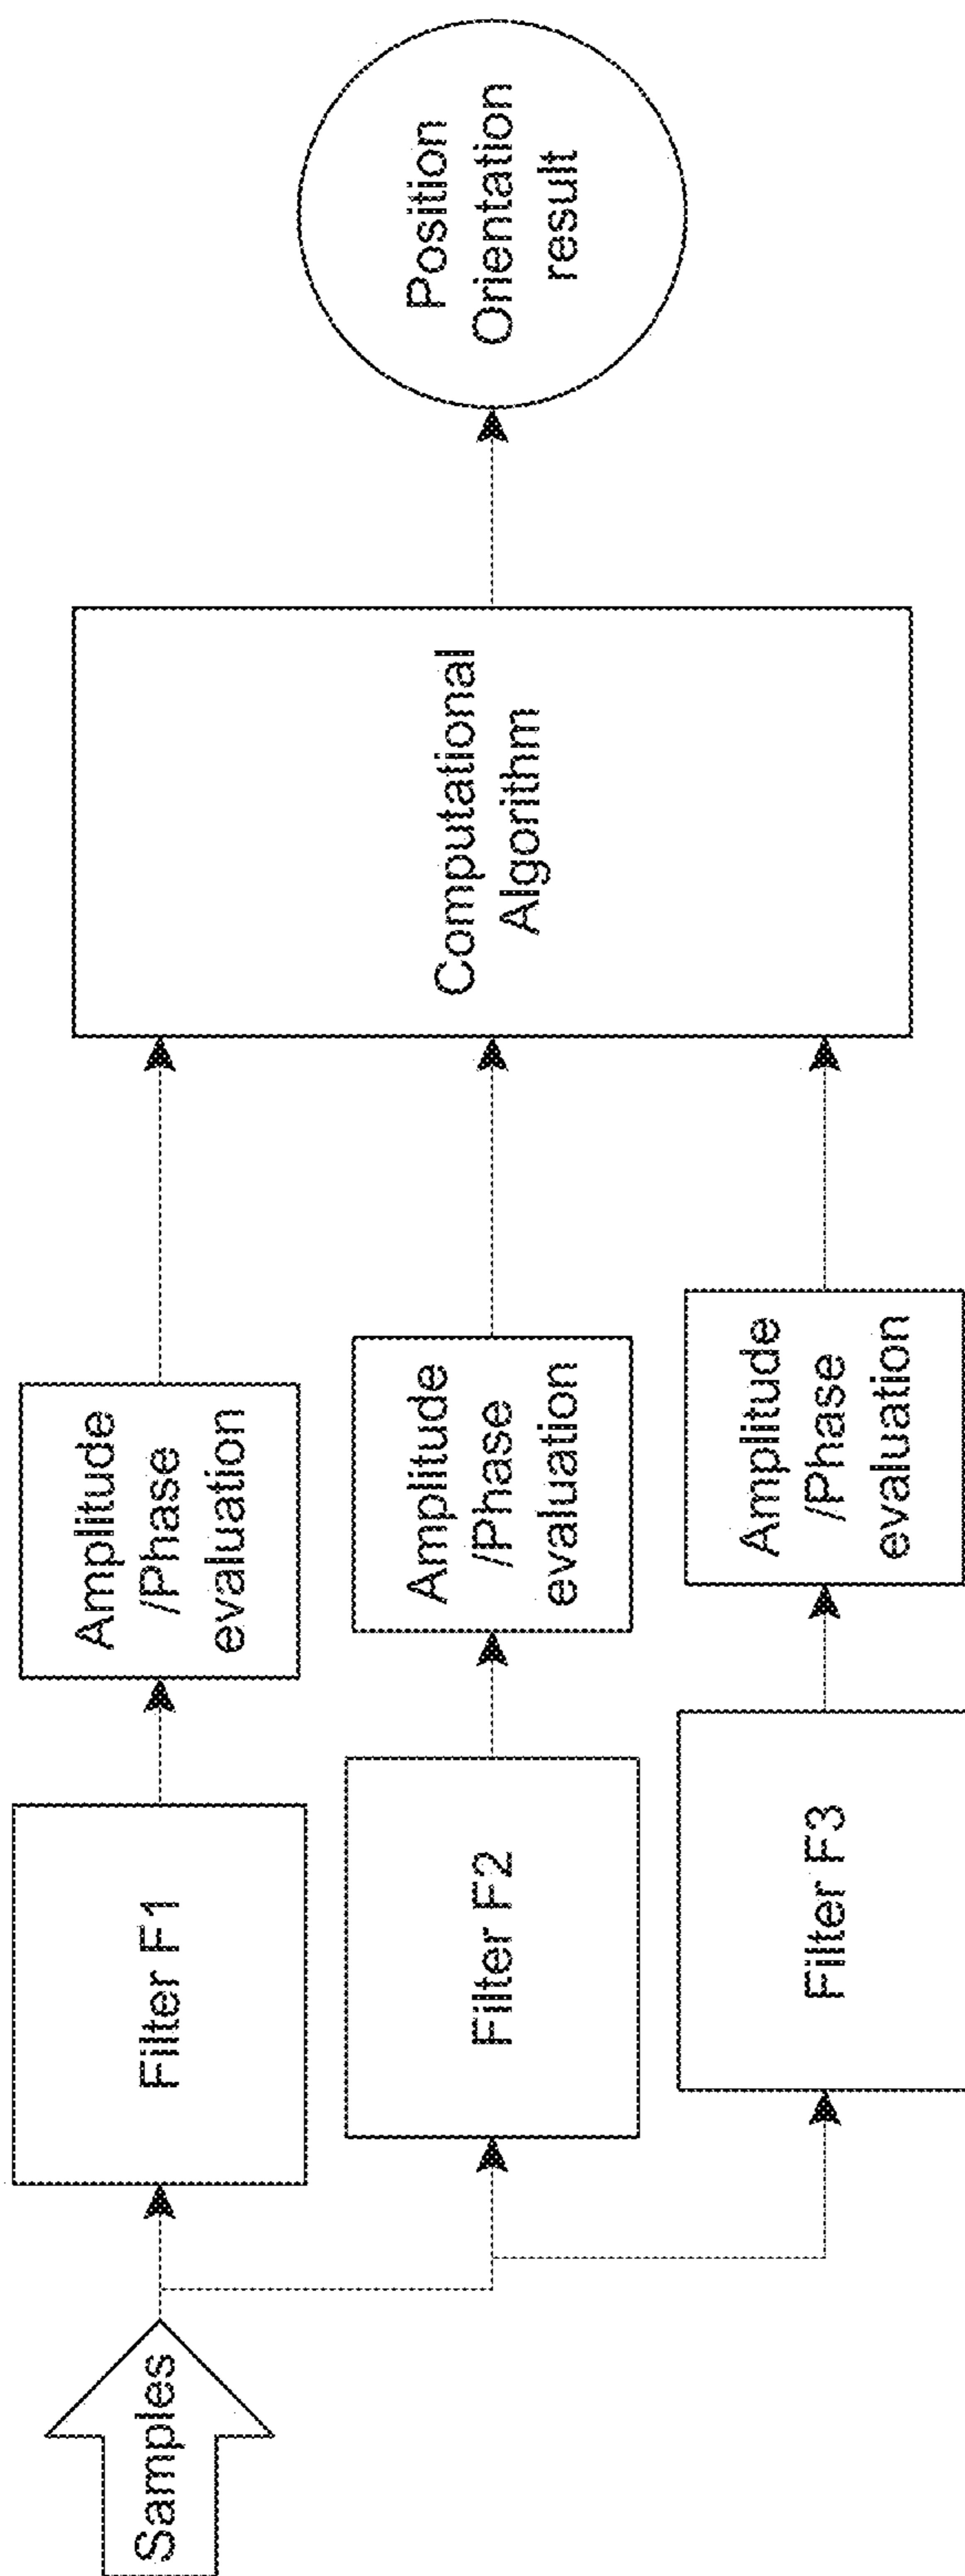 Samples
Filter F1
Amplitude
/Phase
evaluation
Filter F2
Amplitude
/Phase
evaluation
Filter F3
Amplitude
/Phase
evaluation
Computational
Algorithm
Position
Orientation
result